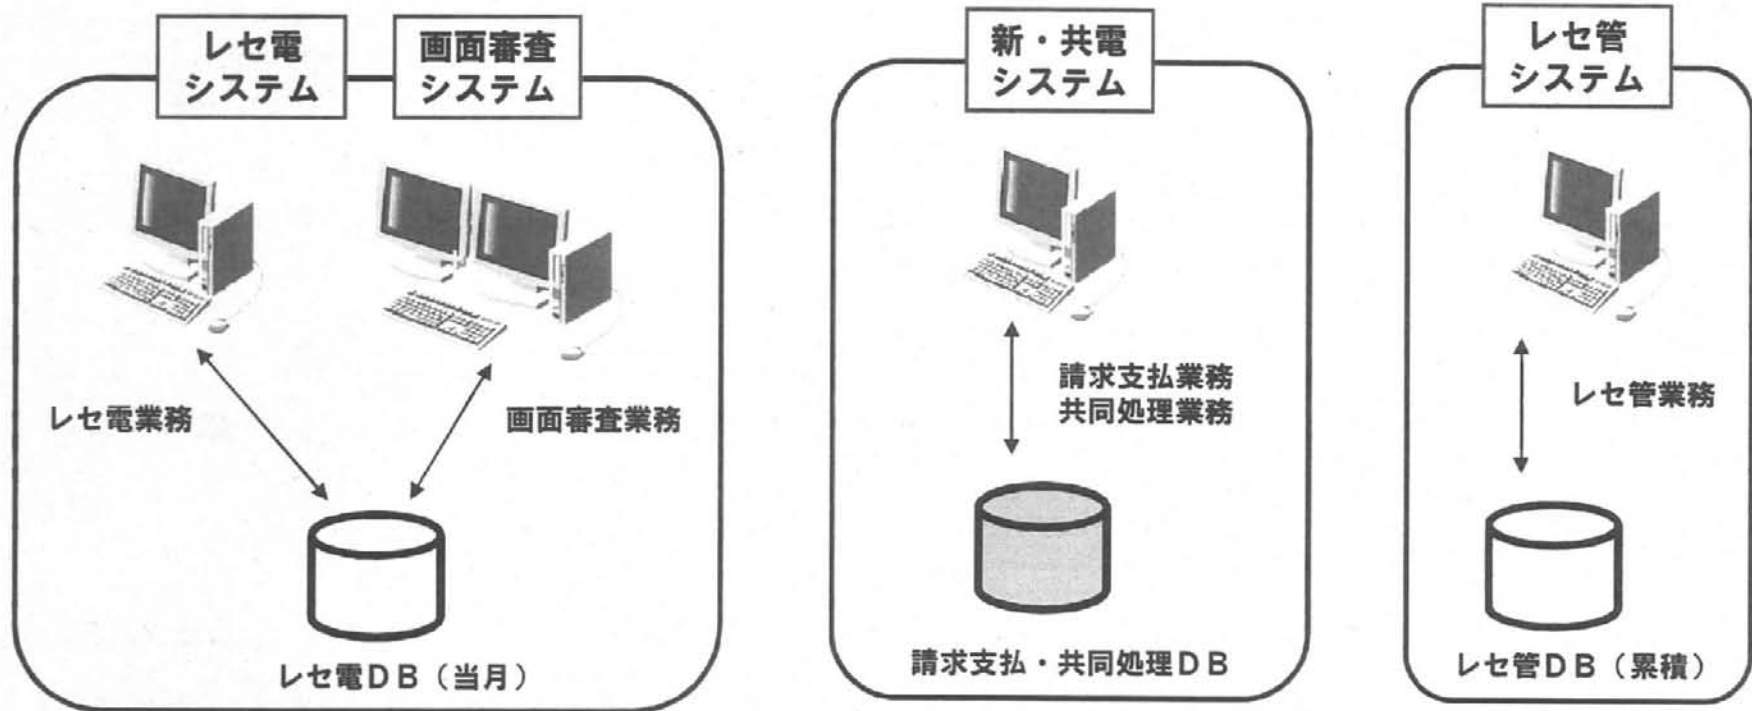 レセ電
システム
画面審査
システム
レセ電業務
画面審査業務
レセ電DB（当月）
新・共電
システム
請求支払業務
共同処理業務
請求支払・共同処理DB
レセ管
システム
レセ管業務
レセ管DB（累積）